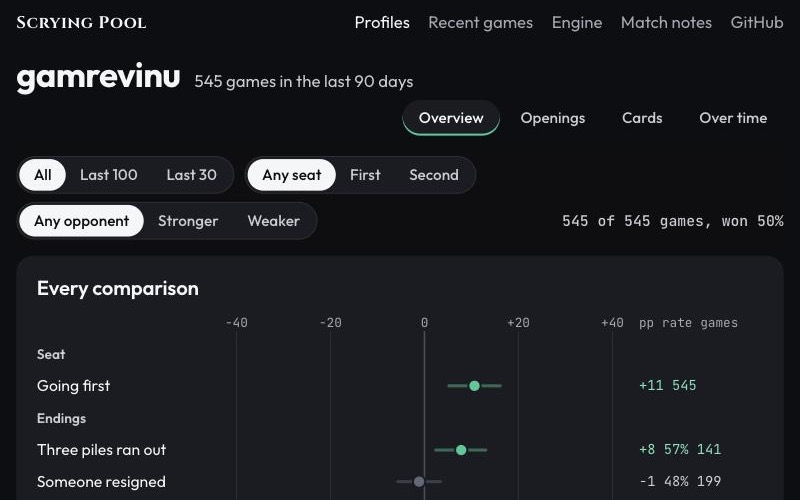 Scrying Pool
Profiles Recent games Engine Match notes GitHub
gamrevinu 545 games in the last 90 days
Overview Openings Cards Over time
All Last 100 Last 30 Any seat First Second
Any opponent Stronger Weaker 545 of 545 games, won 50%
Every comparison
-40 -20 0 +20 +40 pp rate games
Seat
Going first +11 545
Endings
Three piles ran out +8 57% 141
Someone resigned -1 48% 199